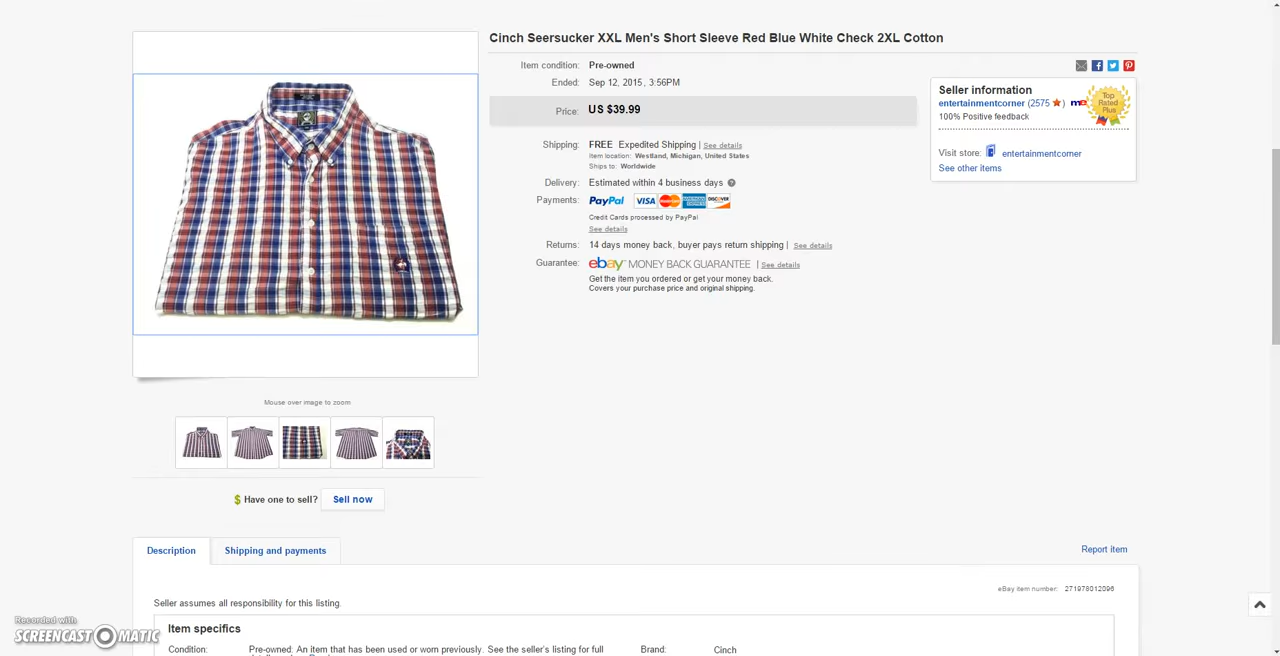 Cinch Seersucker XXL Men's Short Sleeve Red Blue White Check 2XL Cotton
Item condition: Pre-owned
Ended: Sep 12, 2015 , 3:56PM
Price: US $39.99
Shipping: FREE Expedited Shipping | See details
Item location: Westland, Michigan, United States
Ships to: Worldwide
Delivery: Estimated within 4 business days
Payments: PayPal VISA MasterCard DISCOVER
Credit Cards processed by PayPal
See details
Returns: 14 days money back, buyer pays return shipping | See details
Guarantee: ebay MONEY BACK GUARANTEE | See details
Get the item you ordered or get your money back.
Covers your purchase price and original shipping.
Seller information
entertainmentcorner (2575 ) me
100% Positive feedback
Top
Rated
Plus
Visit store: entertainmentcorner
See other items
Mouse over image to zoom
$ Have one to sell? Sell now
Description Shipping and payments Report item
eBay item number: 271978012096
Seller assumes all responsibility for this listing.
Item specifics
Condition: Pre-owned: An item that has been used or worn previously. See the seller's listing for full
Brand: Cinch
Recorded with
SCREENCAST-O-MATIC